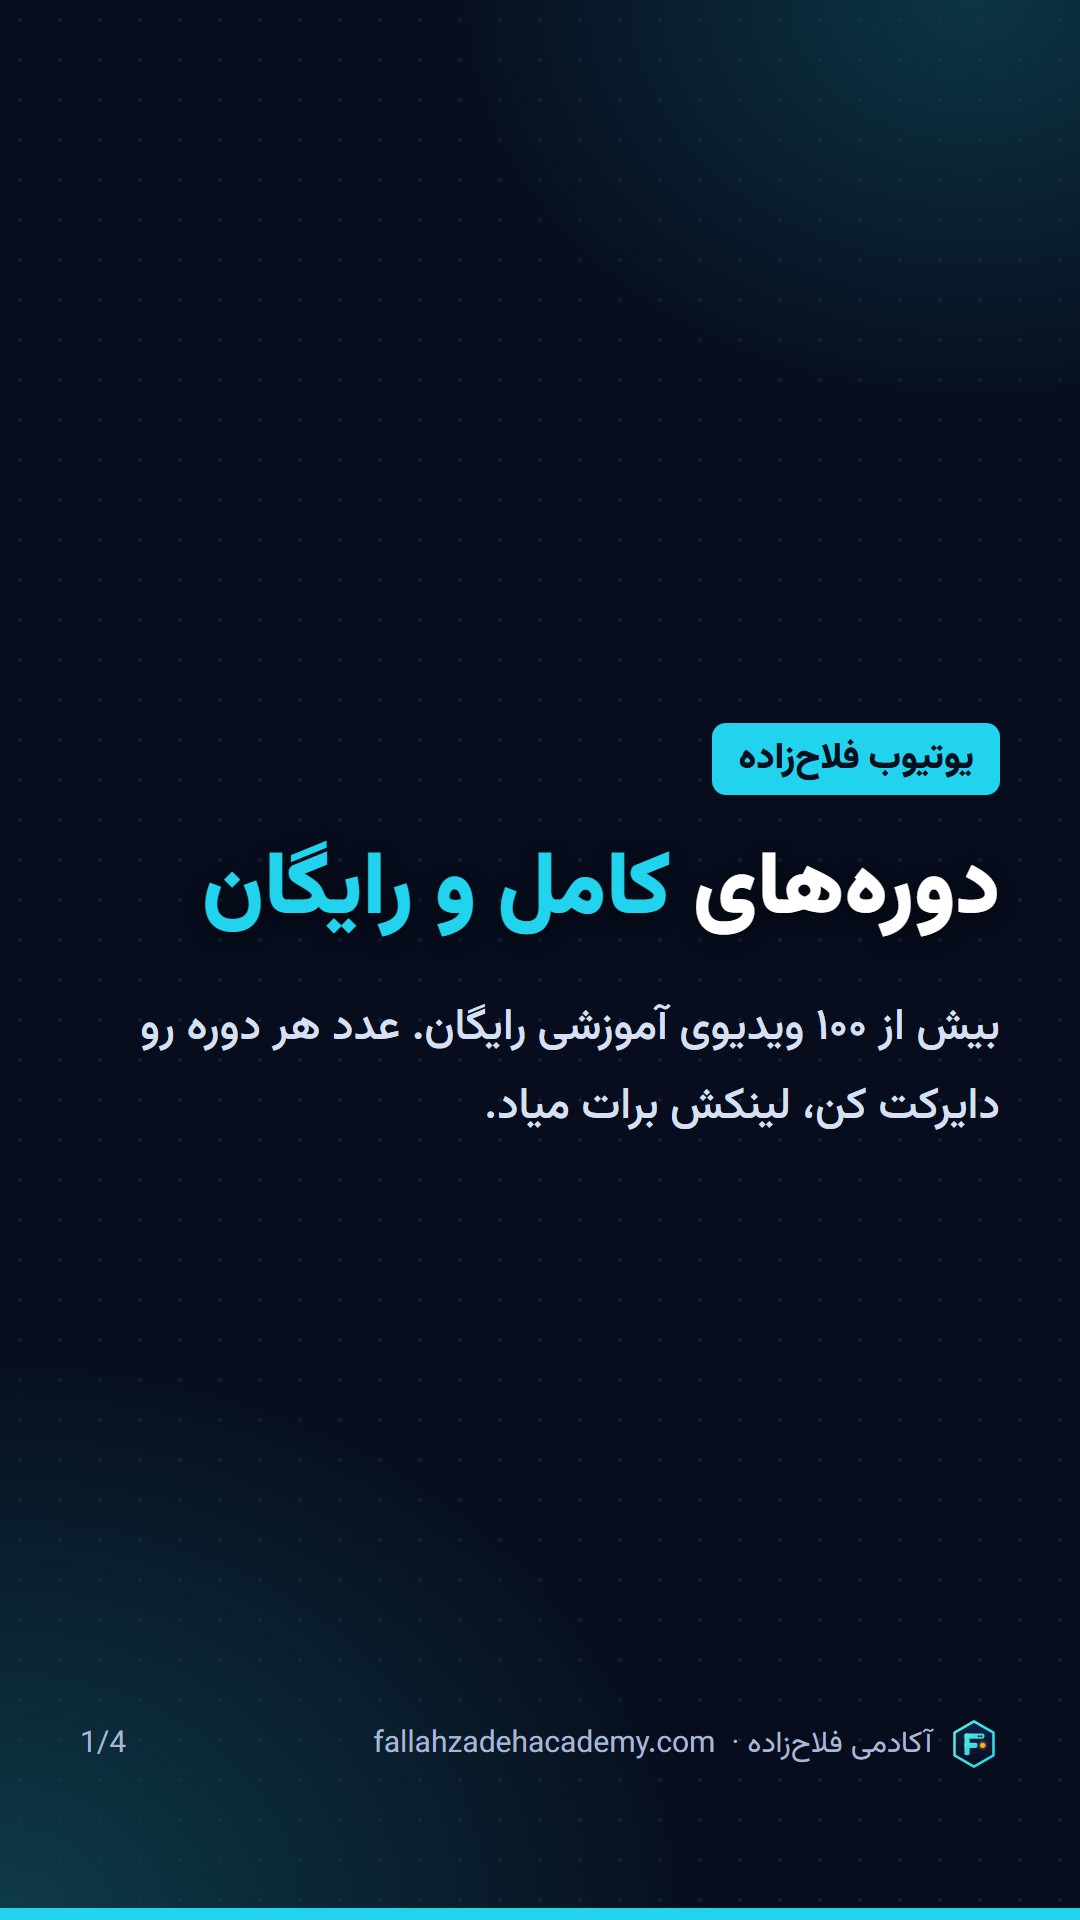 یوتیوب فلاح‌زاده
دوره‌های کامل و رایگان
بیش از ۱۰۰ ویدیوی آموزشی رایگان. عدد هر دوره رو
دایرکت کن، لینکش برات میاد.
آکادمی فلاح‌زاده · fallahzadehacademy.com
1/4